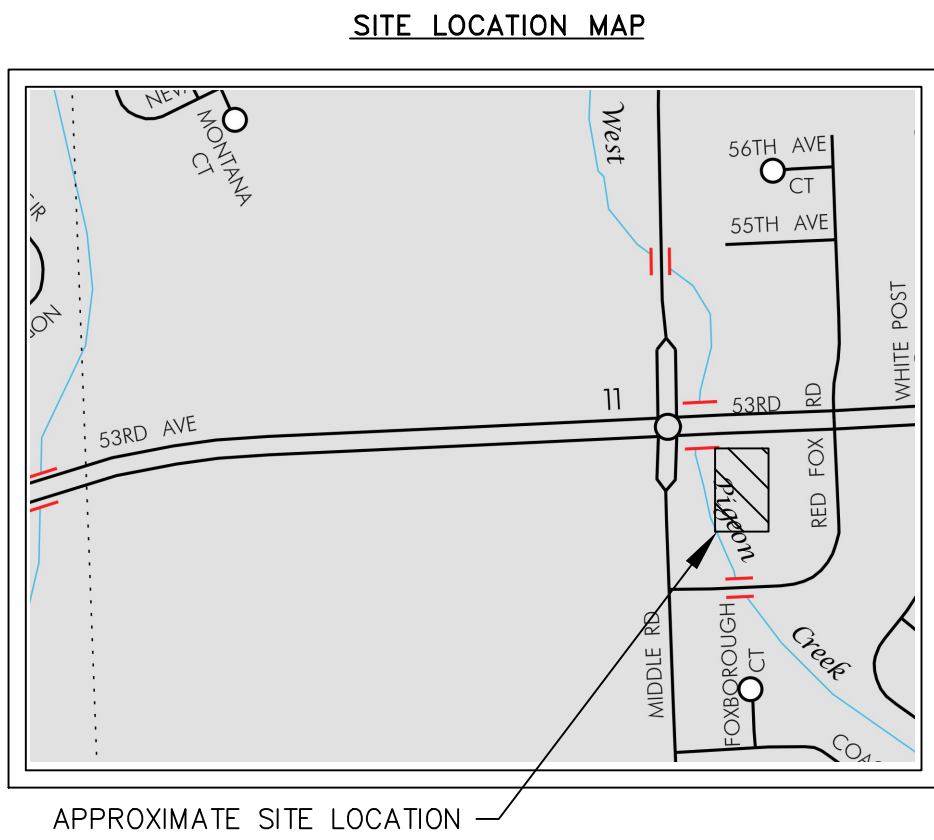 SITE LOCATION MAP
MONTANA
CT
West
56TH AVE
CT
55TH AVE
WHITE POST
11
53RD
RD
53RD AVE
RED FOX
Pigeon
MIDDLE RD
FOXBOROUGH
CT
Creek
APPROXIMATE SITE LOCATION